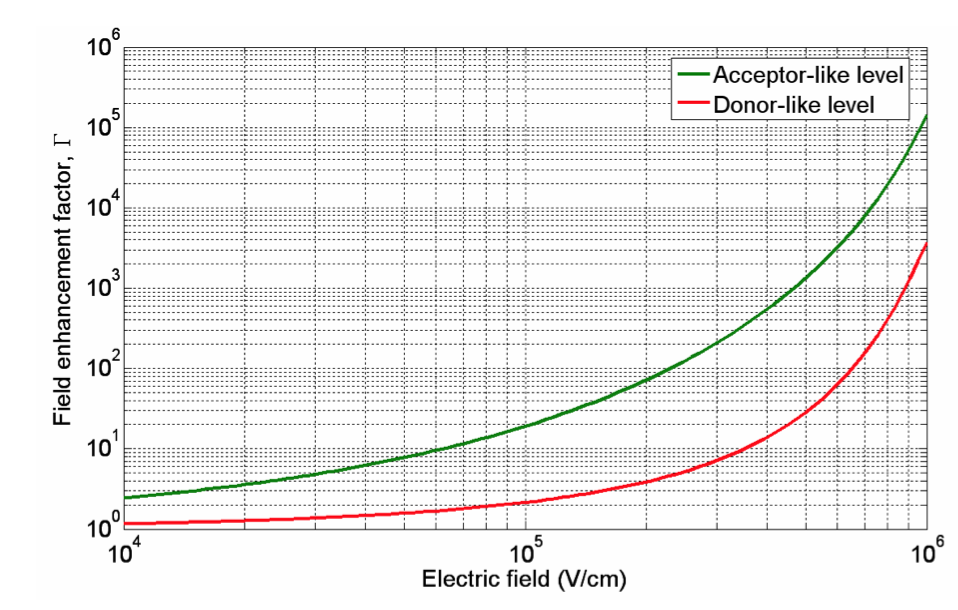 10^6
10^5
10^4
10^3
10^2
10^1
10^0
Field enhancement factor, Γ
Acceptor-like level
Donor-like level
10^4 10^5 10^6
Electric field (V/cm)